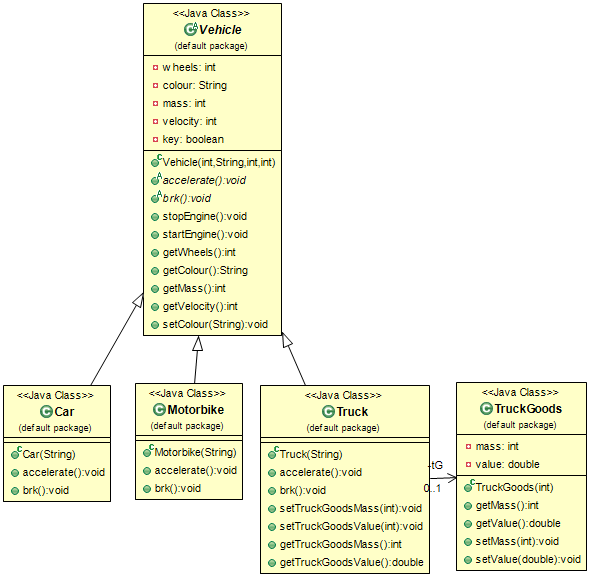 <<Java Class>>
Vehicle
(default package)
wheels: int
colour: String
mass: int
velocity: int
key: boolean
Vehicle(int,String,int,int)
accelerate():void
brk():void
stopEngine():void
startEngine():void
getWheels():int
getColour():String
getMass():int
getVelocity():int
setColour(String):void
<<Java Class>>
Car
(default package)
Car(String)
accelerate():void
brk():void
<<Java Class>>
Motorbike
(default package)
Motorbike(String)
accelerate():void
brk():void
<<Java Class>>
Truck
(default package)
Truck(String)
accelerate():void
brk():void
setTruckGoodsMass(int):void
setTruckGoodsValue(int):void
getTruckGoodsMass():int
getTruckGoodsValue():double
-tG
0..1
<<Java Class>>
TruckGoods
(default package)
mass: int
value: double
TruckGoods(int)
getMass():int
getValue():double
setMass(int):void
setValue(double):void